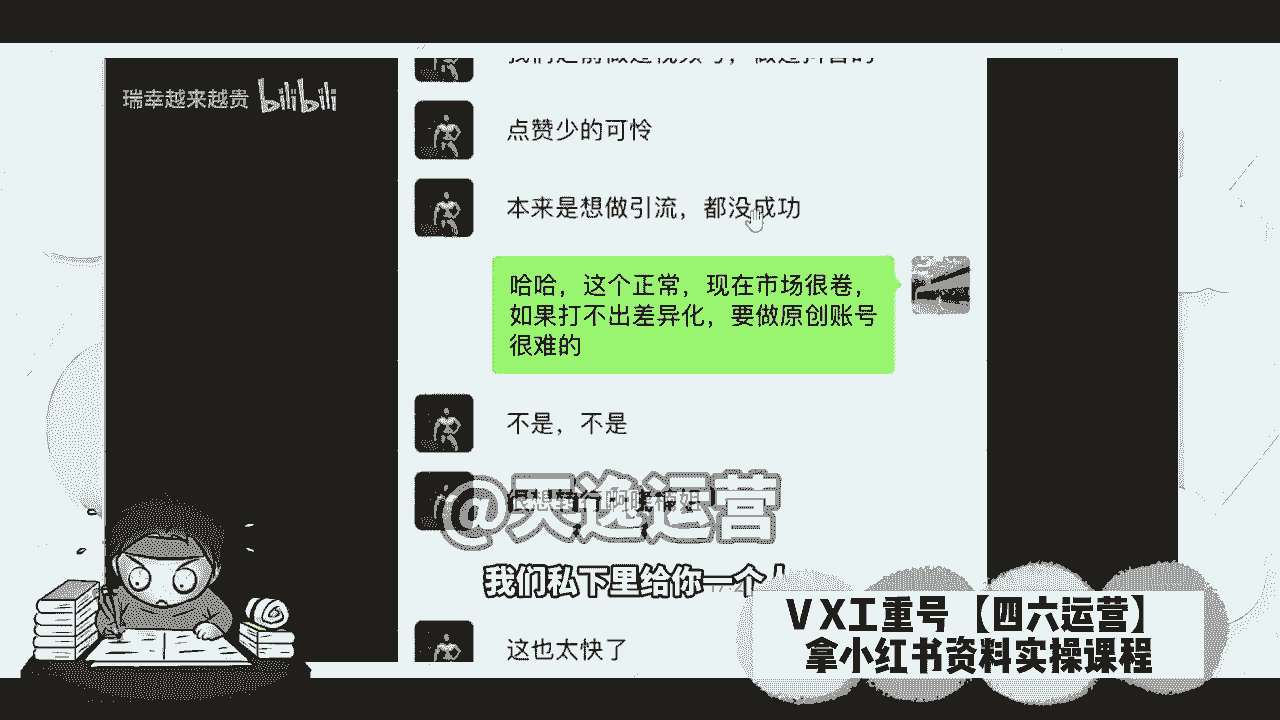 瑞幸越来越贵 bilibili
点赞少的可怜
本来是想做引流，都没成功
哈哈，这个正常，现在市场很卷，
如果打不出差异化，要做原创账号
很难的
不是，不是
@天逸运营
我们私下里给你一个人
这也太快了
VX工重号【四六运营】
拿小红书资料实操课程